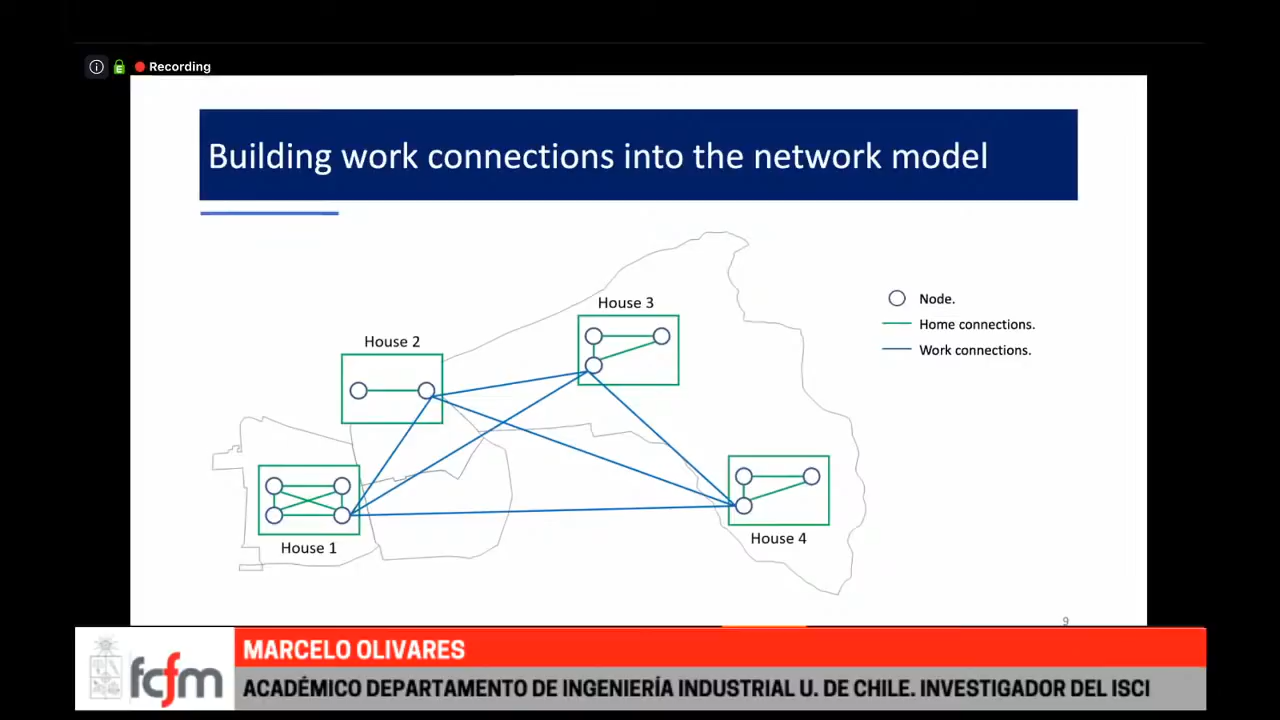 Recording
Building work connections into the network model
House 3
Node.
Home connections.
House 2
Work connections.
House 4
House 1
9
fcfm
MARCELO OLIVARES
ACADÉMICO DEPARTAMENTO DE INGENIERÍA INDUSTRIAL U. DE CHILE. INVESTIGADOR DEL ISCI